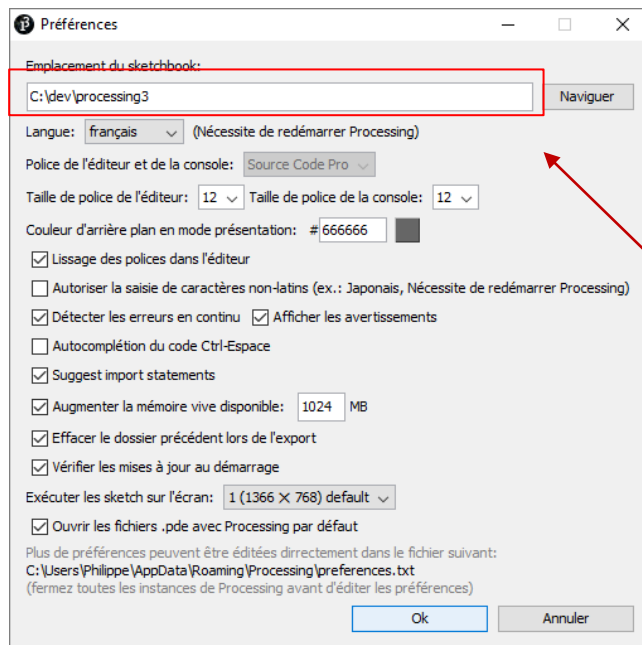 Préférences
Emplacement du sketchbook:
C:\dev\processing3 Naviguer
Langue: français (Nécessite de redémarrer Processing)
Police de l'éditeur et de la console: Source Code Pro
Taille de police de l'éditeur: 12 Taille de police de la console: 12
Couleur d'arrière plan en mode présentation: # 666666
Lissage des polices dans l'éditeur
Autoriser la saisie de caractères non-latins (ex.: Japonais, Nécessite de redémarrer Processing)
Détecter les erreurs en continu Afficher les avertissements
Autocomplétion du code Ctrl-Espace
Suggest import statements
Augmenter la mémoire vive disponible: 1024 MB
Effacer le dossier précédent lors de l'export
Vérifier les mises à jour au démarrage
Exécuter les sketch sur l'écran: 1 (1366 × 768) default
Ouvrir les fichiers .pde avec Processing par défaut
Plus de préférences peuvent être éditées directement dans le fichier suivant:
C:\Users\Philippe\AppData\Roaming\Processing\preferences.txt
(fermez toutes les instances de Processing avant d'éditer les préférences)
Ok Annuler